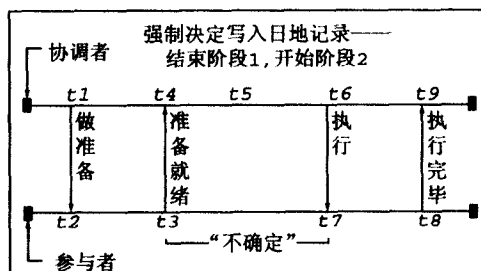 强制决定写入日地记录——
结束阶段1,开始阶段2
协调者
t1 t4 t5 t6 t9
做准备
准备就绪
执行
执行完毕
t2 t3 t7 t8
“不确定”
参与者